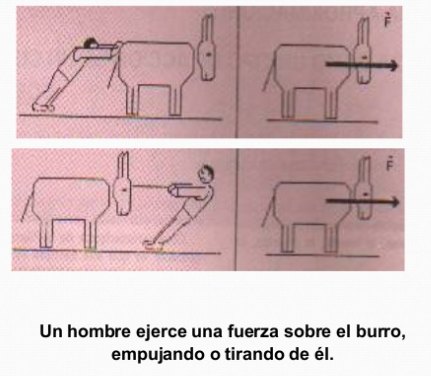 F
F
Un hombre ejerce una fuerza sobre el burro,
empujando o tirando de él.